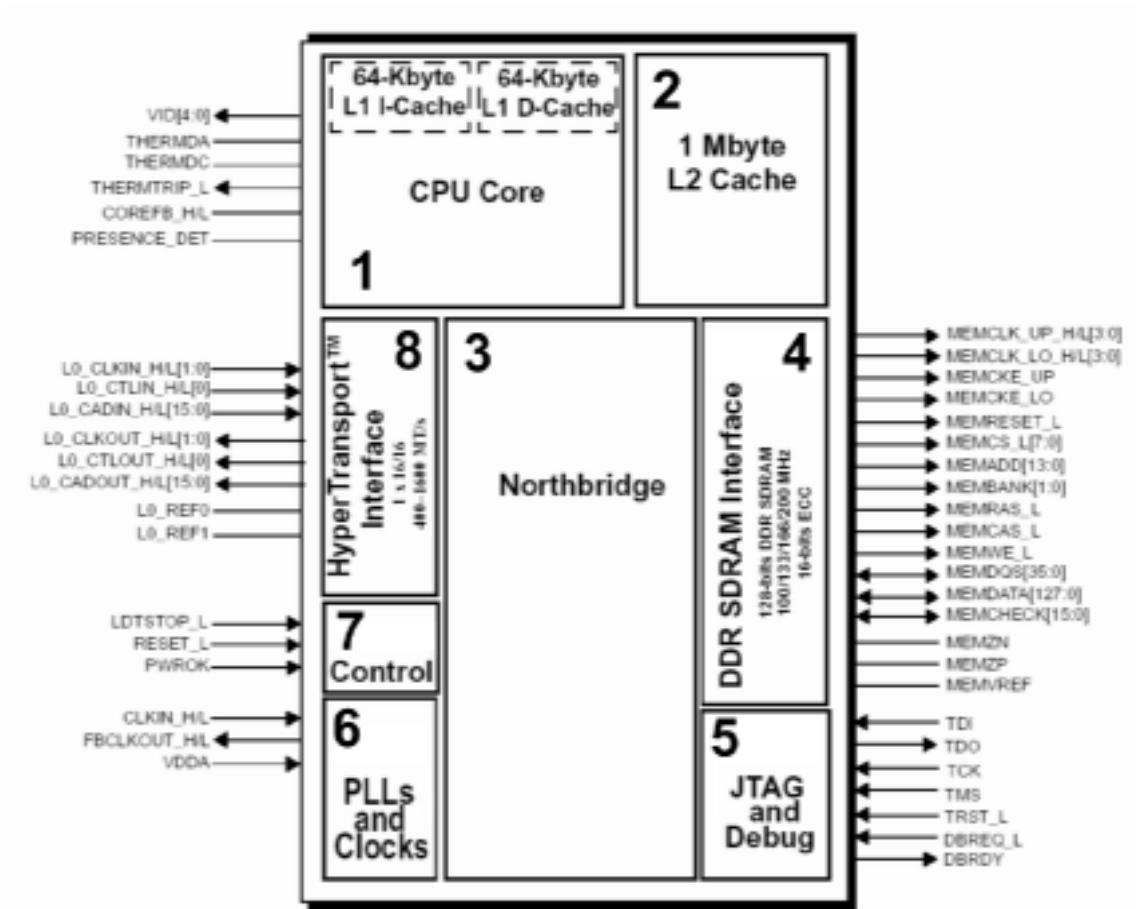 64-Kbyte
L1 I-Cache
64-Kbyte
L1 D-Cache
CPU Core
1
2
1 Mbyte
L2 Cache
VID[4:0]
THERMDA
THERMDC
THERMTRIP_L
COREFB_H/L
PRESENCE_DET
L0_CLKIN_H/L[1:0]
L0_CTLIN_H/L[0]
L0_CADIN_H/L[15:0]
L0_CLKOUT_H/L[1:0]
L0_CTLOUT_H/L[0]
L0_CADOUT_H/L[15:0]
L0_REF0
L0_REF1
LDTSTOP_L
RESET_L
PWROK
CLKIN_H/L
FBCLKOUT_H/L
VDDA
8
HyperTransport™
Interface
1 x 16/16
400-1600 MT/s
7
Control
6
PLLs
and
Clocks
3
Northbridge
4
DDR SDRAM Interface
128-bits DDR SDRAM
100/133/166/200 MHz
16-bits ECC
5
JTAG
and
Debug
MEMCLK_UP_H/L[3:0]
MEMCLK_LO_H/L[3:0]
MEMCKE_UP
MEMCKE_LO
MEMRESET_L
MEMCS_L[7:0]
MEMADD[13:0]
MEMBANK[1:0]
MEMRAS_L
MEMCAS_L
MEMWE_L
MEMDQS[35:0]
MEMDATA[127:0]
MEMCHECK[15:0]
MEMZN
MEMZP
MEMVREF
TDI
TDO
TCK
TMS
TRST_L
DBREQ_L
DBRDY